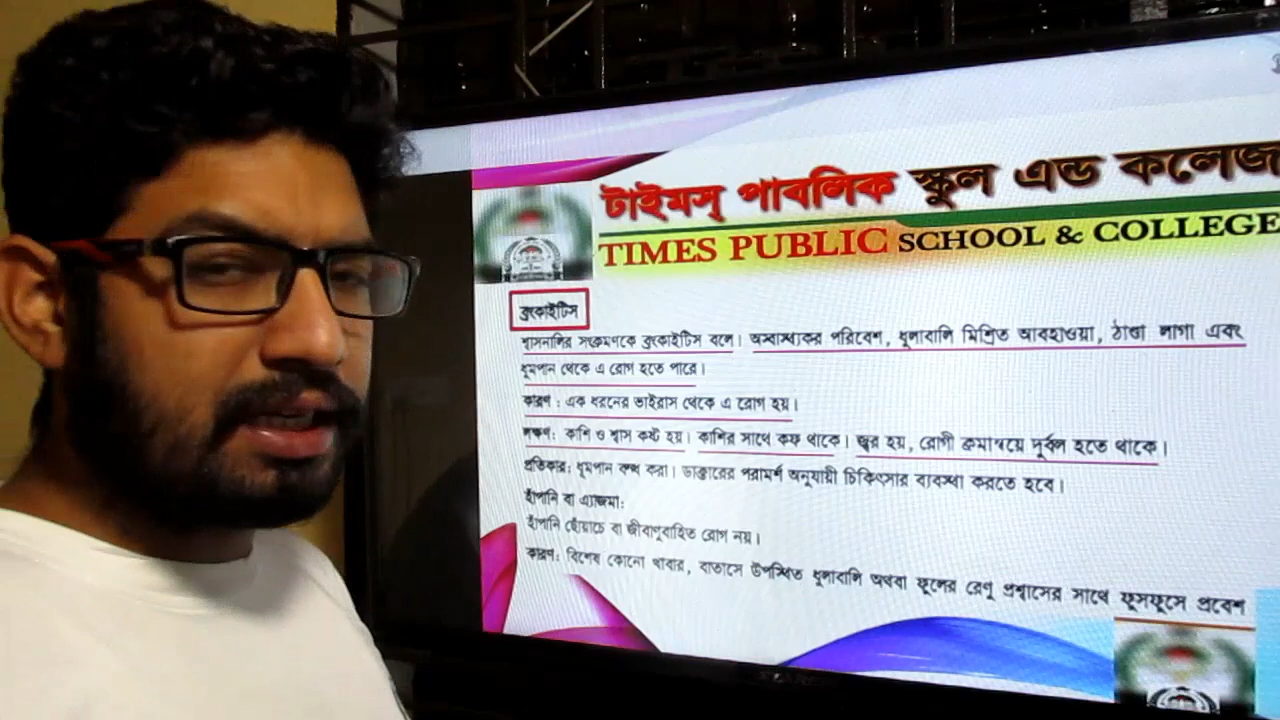 টাইমস্ পাবলিক স্কুল এন্ড কলেজ
TIMES PUBLIC SCHOOL & COLLEGE
ব্রংকাইটিস
শ্বাসনালির সংক্রমণকে ব্রংকাইটিস বলে। অস্বাস্থ্যকর পরিবেশ, ধুলাবালি মিশ্রিত আবহাওয়া, ঠাণ্ডা লাগা এবং
ধূমপান থেকে এ রোগ হতে পারে।
কারণ : এক ধরনের ভাইরাস থেকে এ রোগ হয়।
লক্ষণ: কাশি ও শ্বাস কষ্ট হয়। কাশির সাথে কফ থাকে। জ্বর হয়, রোগী ক্রমান্বয়ে দুর্বল হতে থাকে।
প্রতিকার: ধূমপান বন্ধ করা। ডাক্তারের পরামর্শ অনুযায়ী চিকিৎসার ব্যবস্থা করতে হবে।
হাঁপানি বা এ্যাজমা:
হাঁপানি ছোঁয়াচে বা জীবাণুবাহিত রোগ নয়।
কারণ: বিশেষ কোনো খাবার, বাতাসে উপস্থিত ধুলাবালি অথবা ফুলের রেণু প্রশ্বাসের সাথে ফুসফুসে প্রবেশ